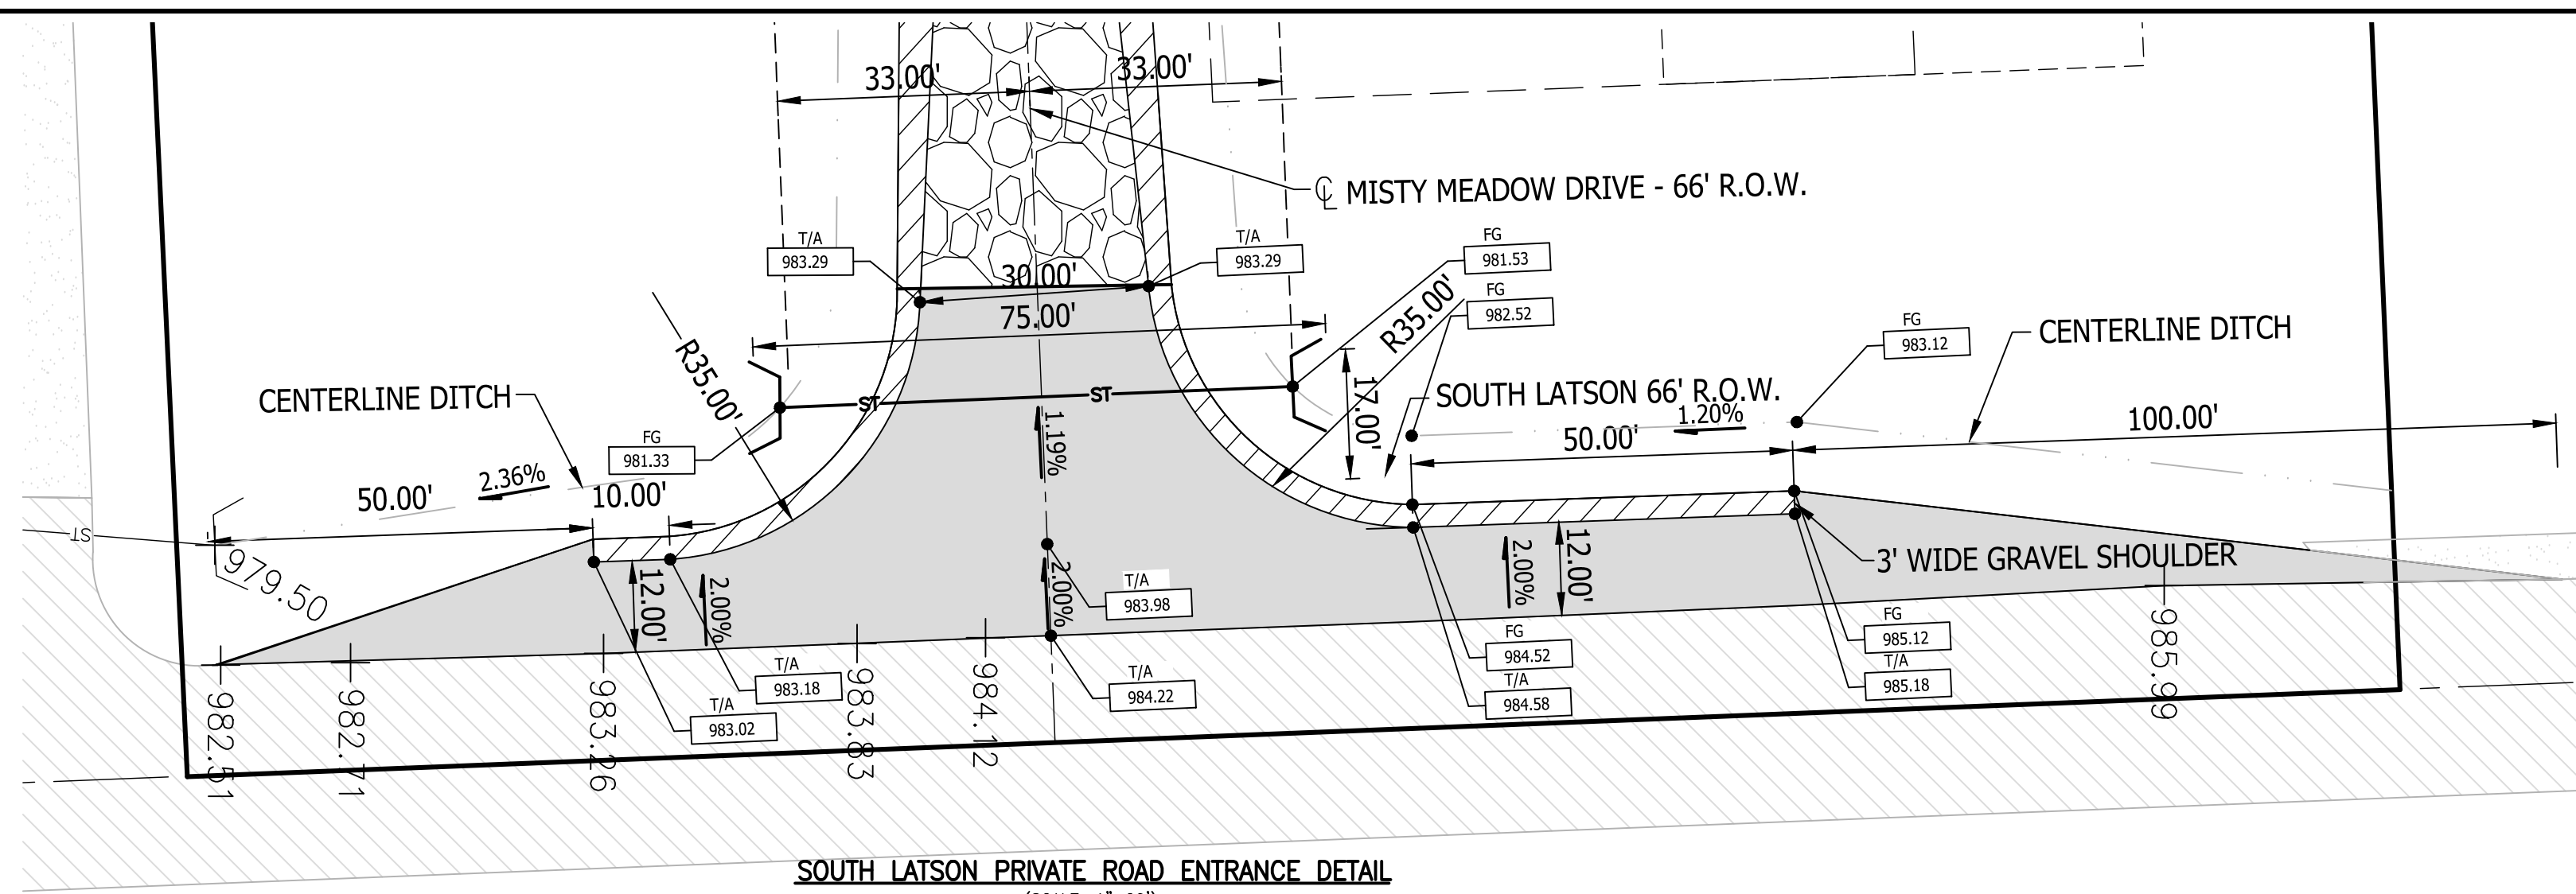 33.00'
33.00'
℄ MISTY MEADOW DRIVE - 66' R.O.W.
T/A
983.29
T/A
983.29
FG
981.53
30.00'
75.00'
R35.00'
R35.00'
FG
982.52
FG
983.12
CENTERLINE DITCH
CENTERLINE DITCH
17.00'
SOUTH LATSON 66' R.O.W.
1.20%
50.00'
100.00'
ST
ST
1.19%
FG
981.33
2.36%
50.00'
10.00'
ST
979.50
12.00'
2.00%
2.00%
T/A
983.98
2.00%
12.00'
3' WIDE GRAVEL SHOULDER
FG
985.12
T/A
985.18
FG
984.52
T/A
984.58
T/A
984.22
T/A
983.18
T/A
983.02
982.51
982.71
983.26
983.83
984.12
985.99
SOUTH LATSON PRIVATE ROAD ENTRANCE DETAIL